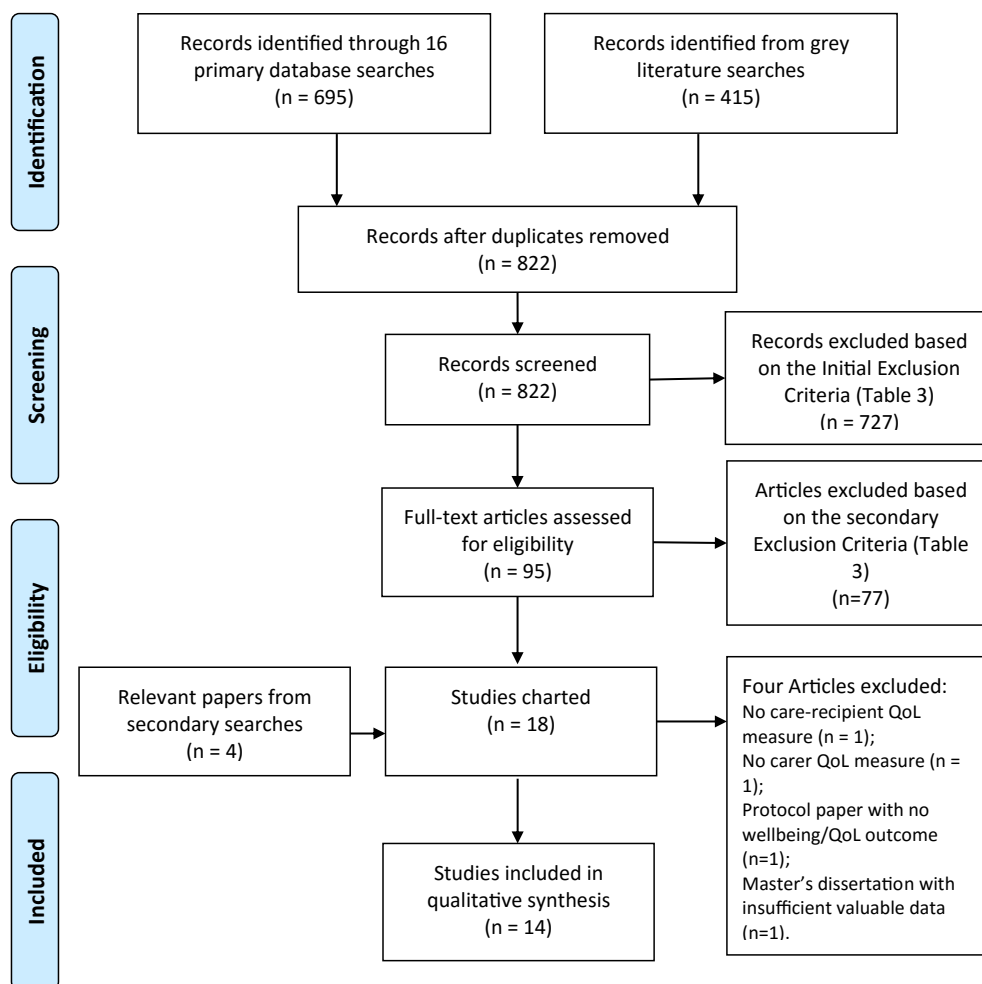 Identification
Records identified through 16
primary database searches
(n = 695)
Records identified from grey
literature searches
(n = 415)
Records after duplicates removed
(n = 822)
Screening
Records screened
(n = 822)
Records excluded based
on the Initial Exclusion
Criteria (Table 3)
(n = 727)
Eligibility
Full-text articles assessed
for eligibility
(n = 95)
Articles excluded based
on the secondary
Exclusion Criteria (Table
3)
(n=77)
Relevant papers from
secondary searches
(n = 4)
Studies charted
(n = 18)
Four Articles excluded:
No care-recipient QoL
measure (n = 1);
No carer QoL measure (n =
1);
Protocol paper with no
wellbeing/QoL outcome
(n=1);
Master’s dissertation with
insufficient valuable data
(n=1).
Included
Studies included in
qualitative synthesis
(n = 14)